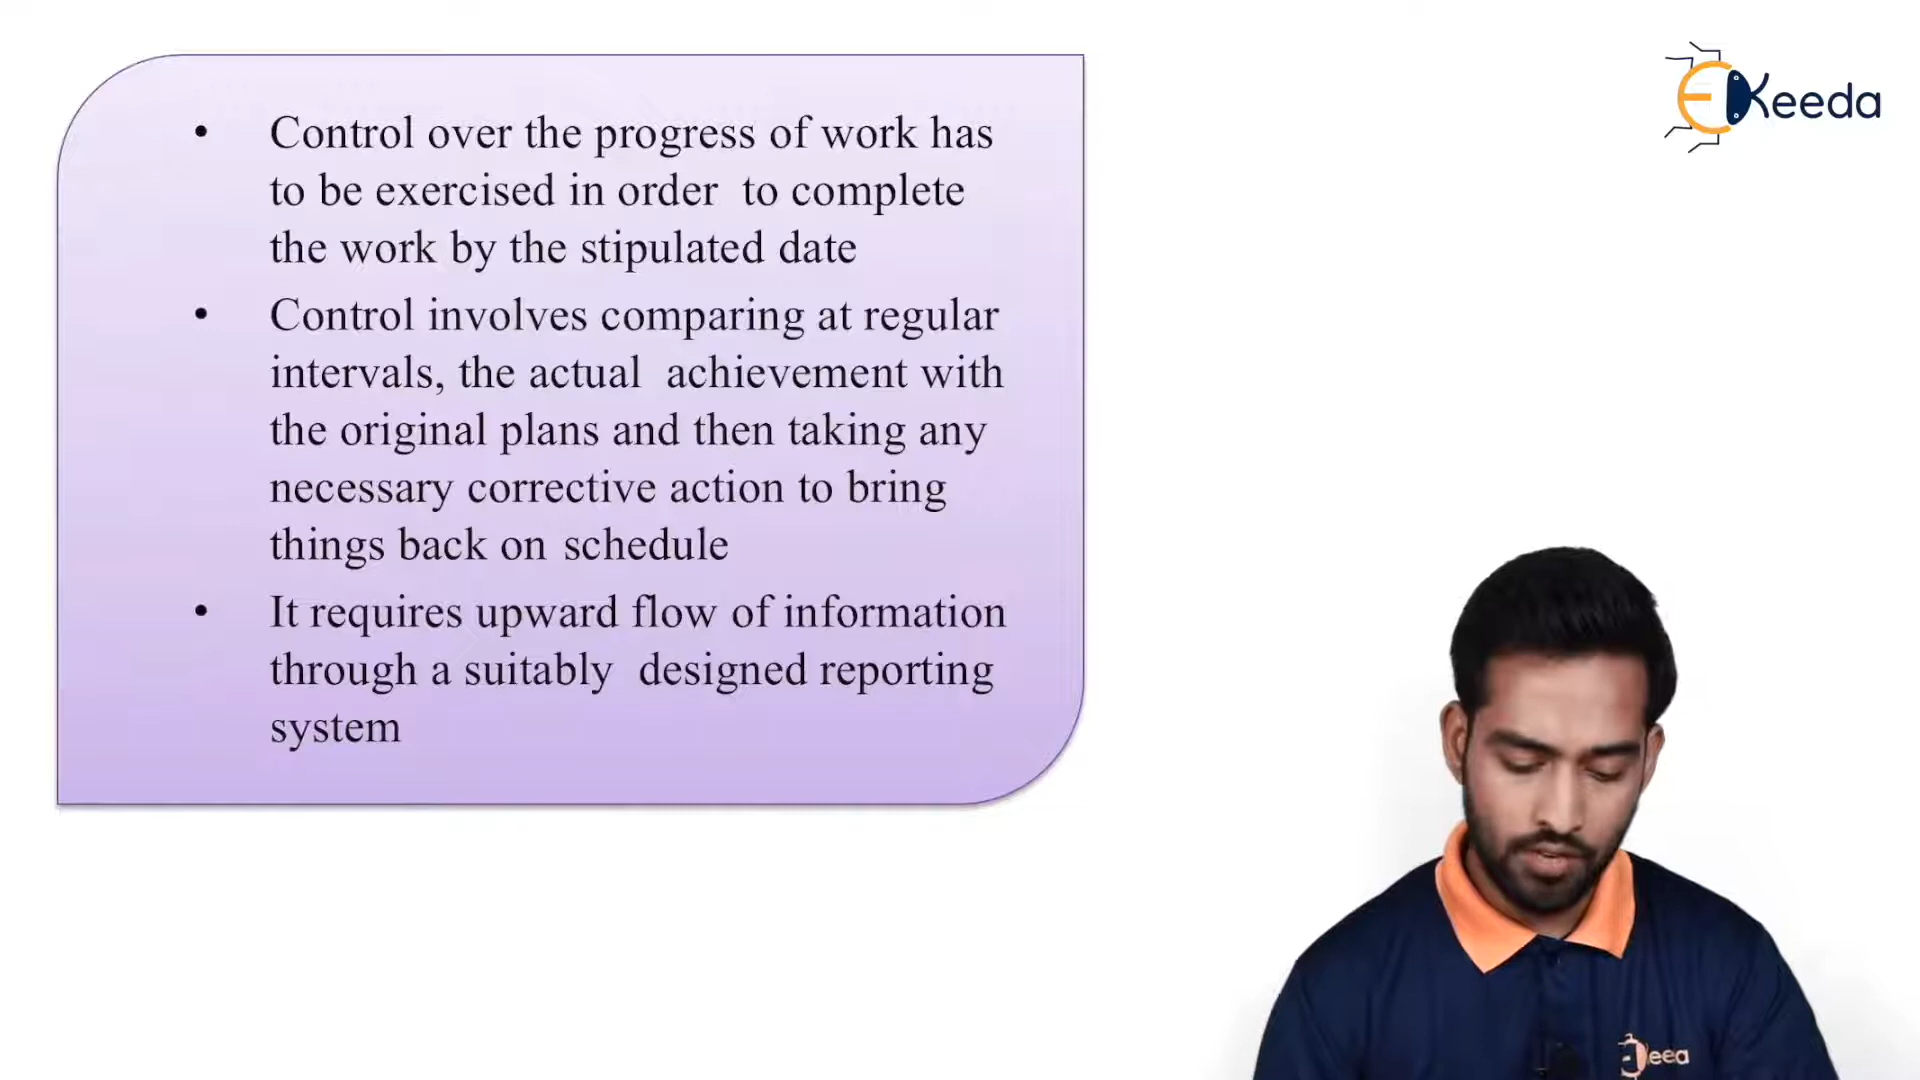 EKeeda
• Control over the progress of work has
to be exercised in order to complete
the work by the stipulated date
• Control involves comparing at regular
intervals, the actual achievement with
the original plans and then taking any
necessary corrective action to bring
things back on schedule
• It requires upward flow of information
through a suitably designed reporting
system